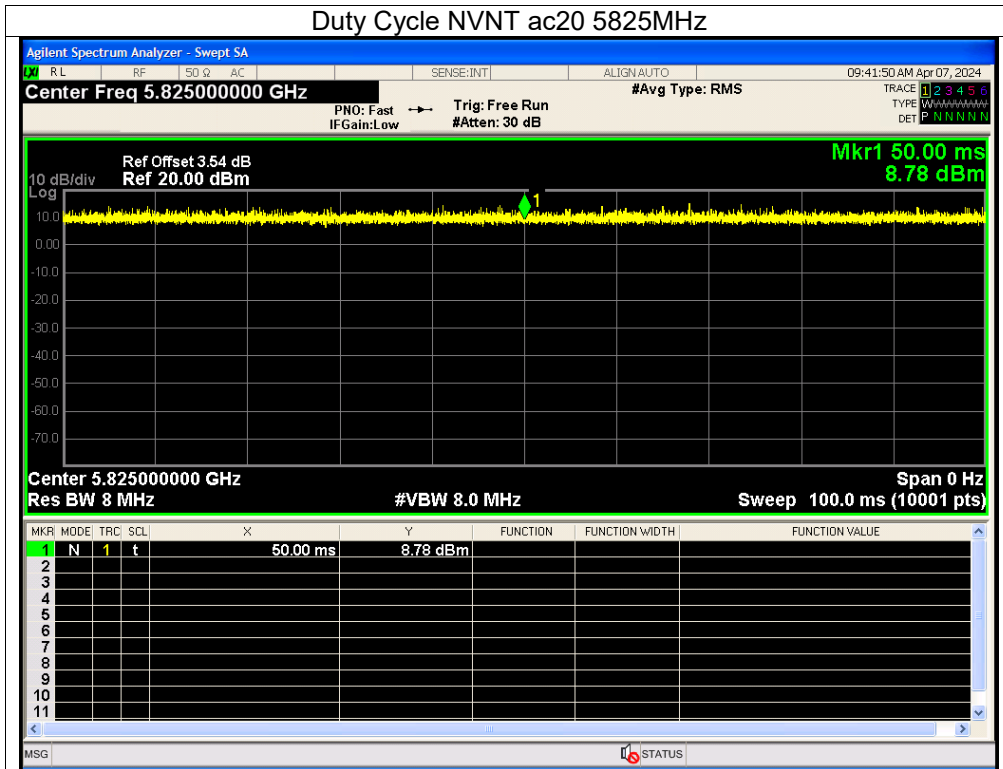 Duty Cycle NVNT ac20 5825MHz
Agilent Spectrum Analyzer - Swept SA
LXI RL RF 50 Ω AC SENSE:INT ALIGN AUTO 09:41:50 AM Apr 07, 2024
Center Freq 5.825000000 GHz #Avg Type: RMS TRACE 1 2 3 4 5 6
PNO: Fast Trig: Free Run TYPE W
IFGain:Low #Atten: 30 dB DET P N N N N N
Mkr1 50.00 ms
8.78 dBm
Ref Offset 3.54 dB
10 dB/div Ref 20.00 dBm
Log
1
10.0
0.00
-10.0
-20.0
-30.0
-40.0
-50.0
-60.0
-70.0
Center 5.825000000 GHz Span 0 Hz
Res BW 8 MHz #VBW 8.0 MHz Sweep 100.0 ms (10001 pts)
MKR MODE TRC SCL X Y FUNCTION FUNCTION WIDTH FUNCTION VALUE
1 N 1 t 50.00 ms 8.78 dBm
2
3
4
5
6
7
8
9
10
11
MSG STATUS